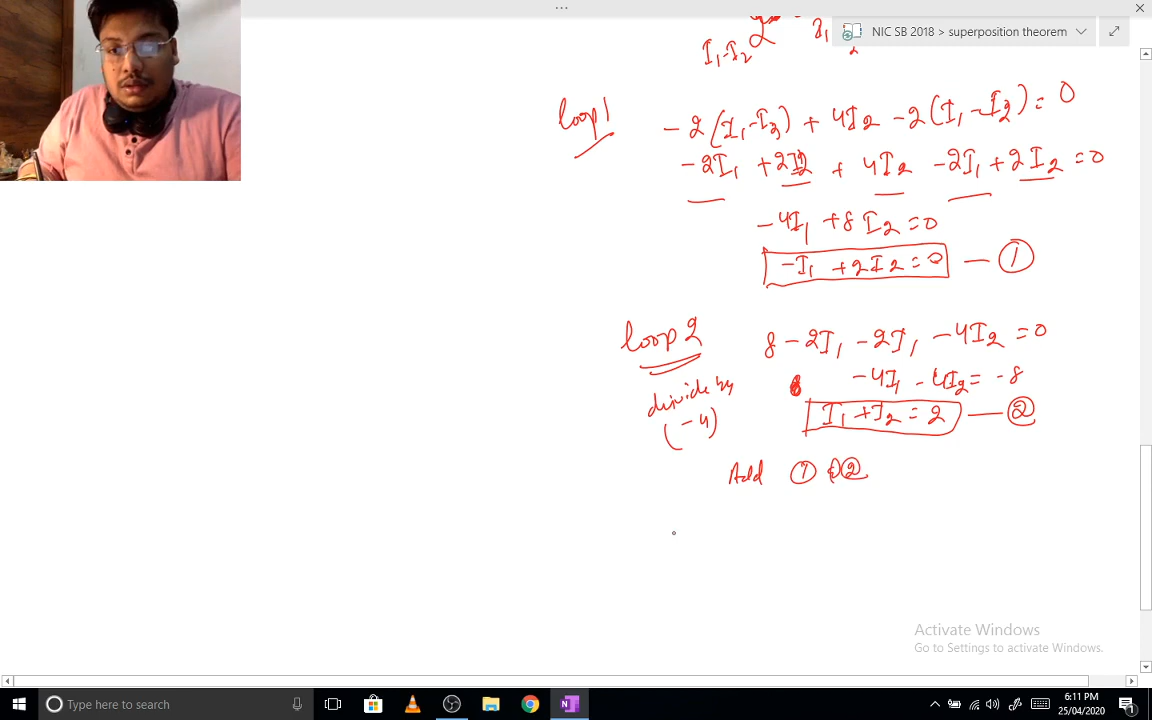 NIC SB 2018 > superposition theorem
I₁-I₂ 2
loop1
-2(I₁-I₂) + 4I₂ -2(I₁-I₂) = 0
-2I₁ +2I2 + 4I₂ -2I₁ + 2I₂ = 0
-4I₁ +8I₂ = 0
-I₁ +2I₂ = 0 — ①
loop 2
8 -2I₁ -2I₁ -4I₂ = 0
-4I₁ -4I₂ = -8
divide by
(-4)
I₁ + I₂ = 2 — ②
Add ① & ②
Activate Windows
Go to Settings to activate Windows.
Type here to search
6:11 PM
25/04/2020
1